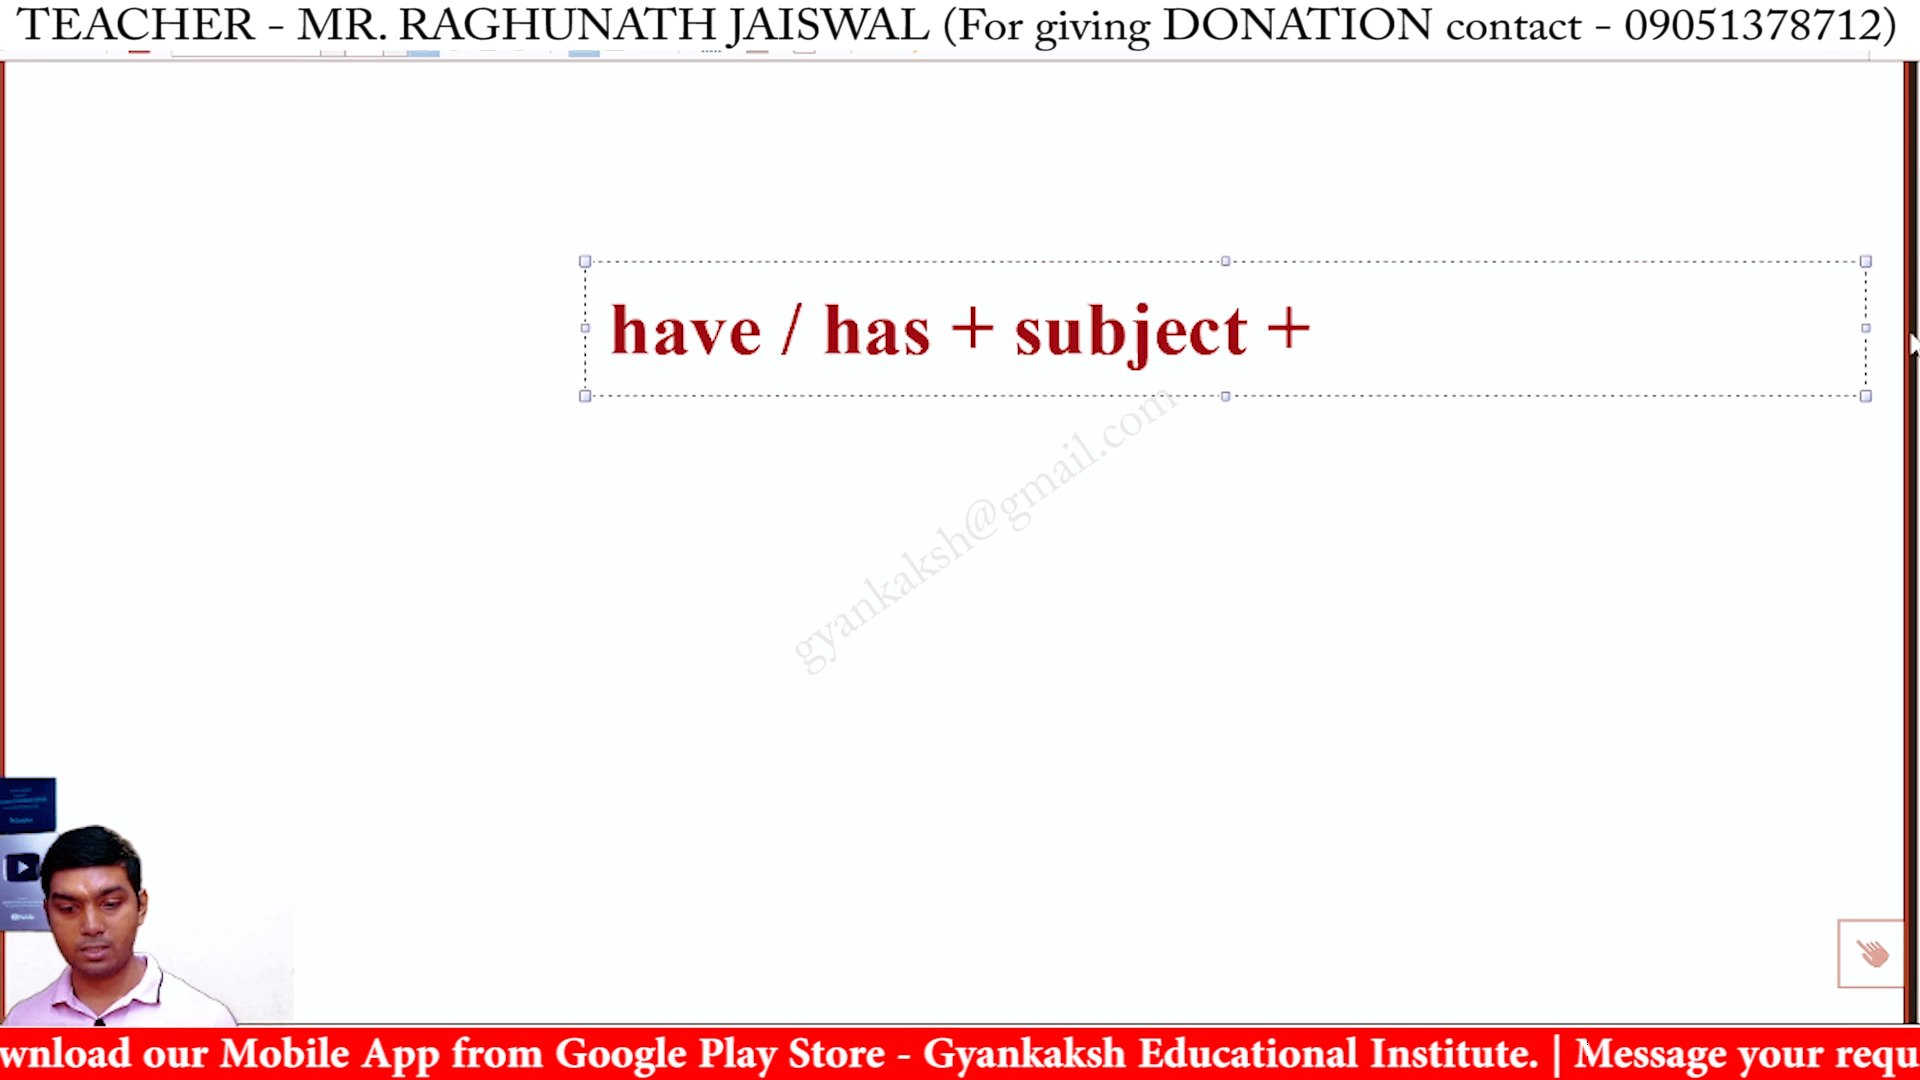 TEACHER - MR. RAGHUNATH JAISWAL (For giving DONATION contact - 09051378712)
have / has + subject +
gyankaksh@gmail.com
wnload our Mobile App from Google Play Store - Gyankaksh Educational Institute. | Message your requ